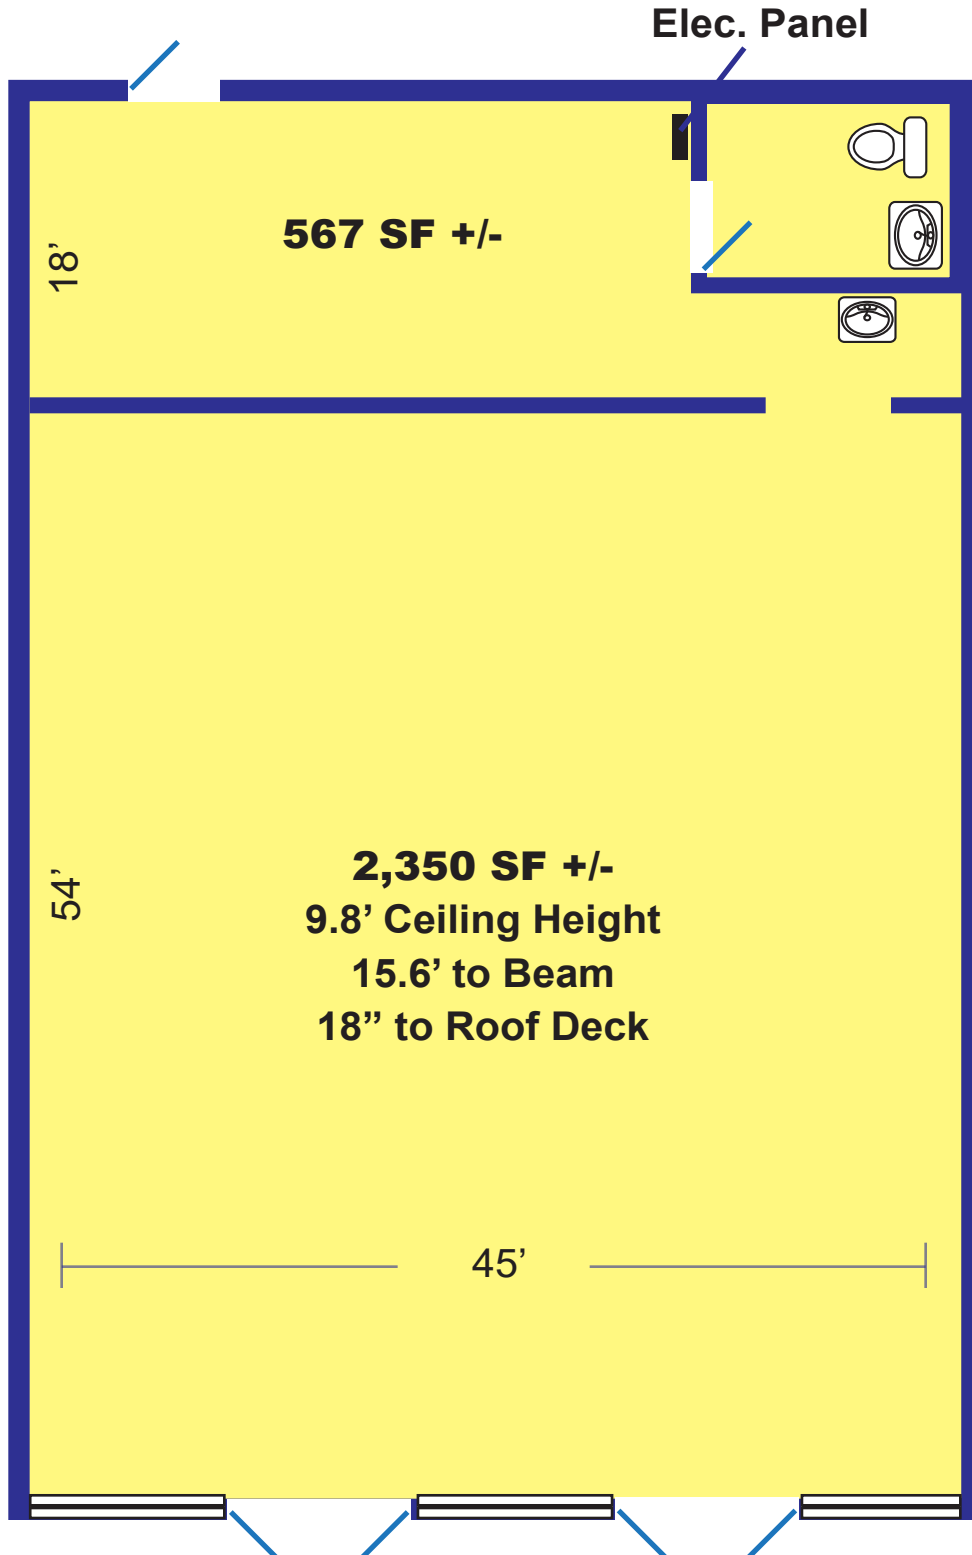 Elec. Panel
567 SF +/-
18’
2,350 SF +/-
54’
9.8’ Ceiling Height
15.6’ to Beam
18” to Roof Deck
45’